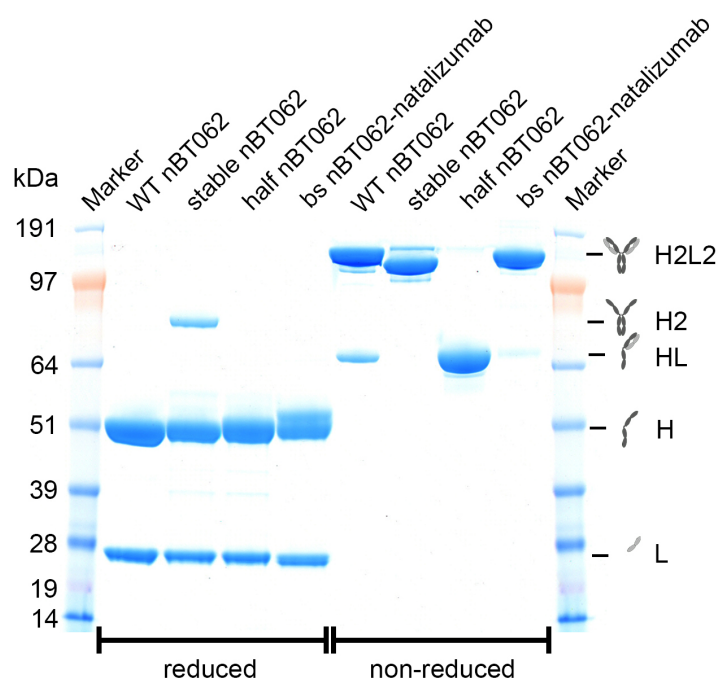 kDa
Marker
WT nBT062
stable nBT062
half nBT062
bs nBT062-natalizumab
WT nBT062
stable nBT062
half nBT062
bs nBT062-natalizumab
Marker
191
97
64
51
39
28
19
14
H2L2
H2
HL
H
L
reduced
non-reduced